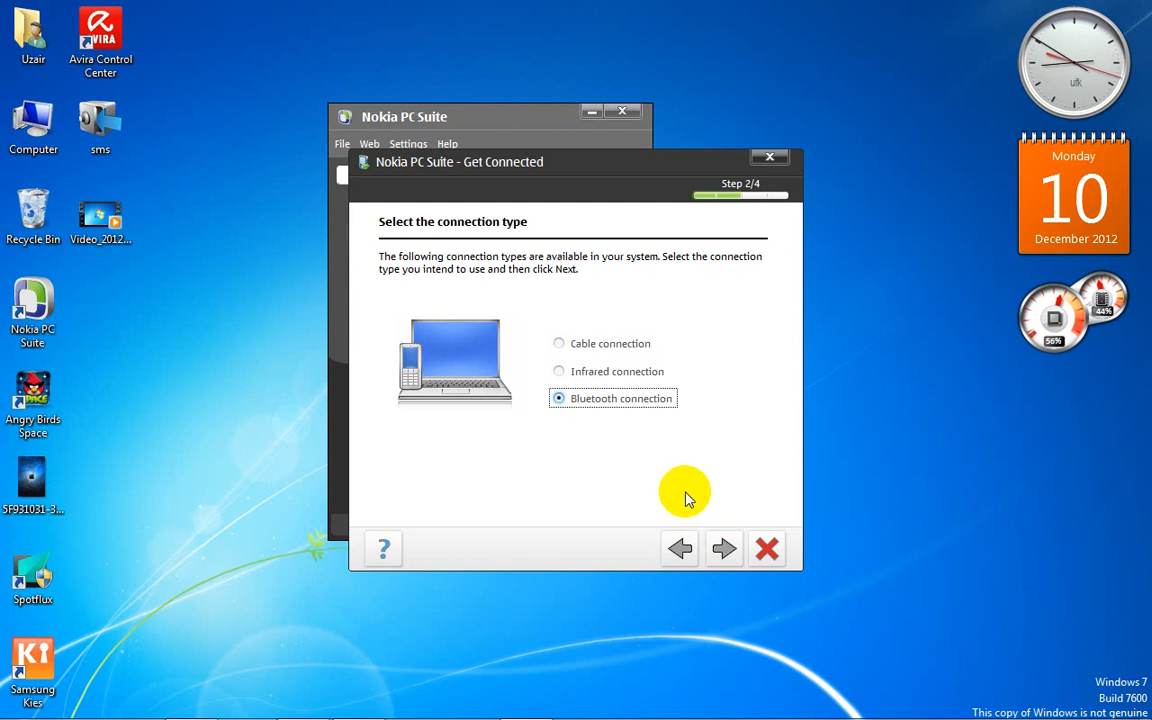 Uzair
AVIRA
Avira Control
Center
Computer
sms
Recycle Bin
Video_2012...
Nokia PC
Suite
Angry Birds
Space
5F931031-3...
Spotflux
Samsung
Kies
Nokia PC Suite
File Web Settings Help
Nokia PC Suite - Get Connected
Step 2/4
Select the connection type
The following connection types are available in your system. Select the connection
type you intend to use and then click Next.
Cable connection
Infrared connection
Bluetooth connection
?
Monday
10
December 2012
56%
44%
Windows 7
Build 7600
This copy of Windows is not genuine